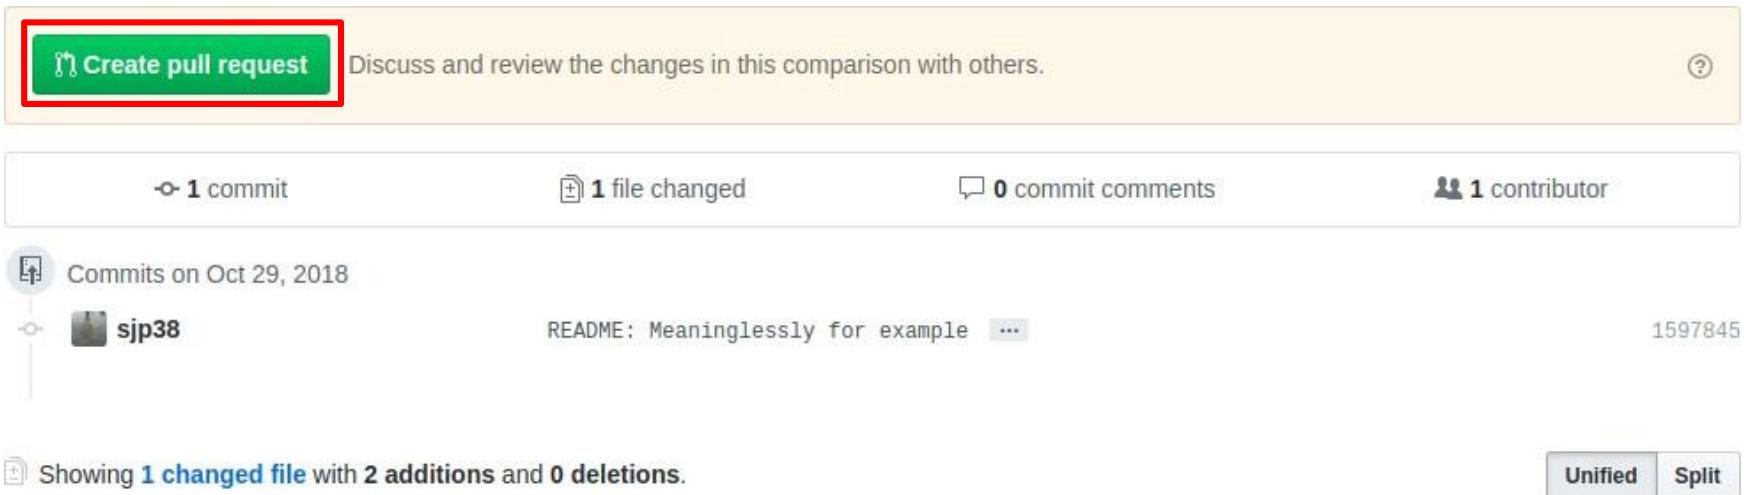 Create pull request Discuss and review the changes in this comparison with others.
1 commit 1 file changed 0 commit comments 1 contributor
Commits on Oct 29, 2018
sjp38 README: Meaninglessly for example ... 1597845
Showing 1 changed file with 2 additions and 0 deletions. Unified Split